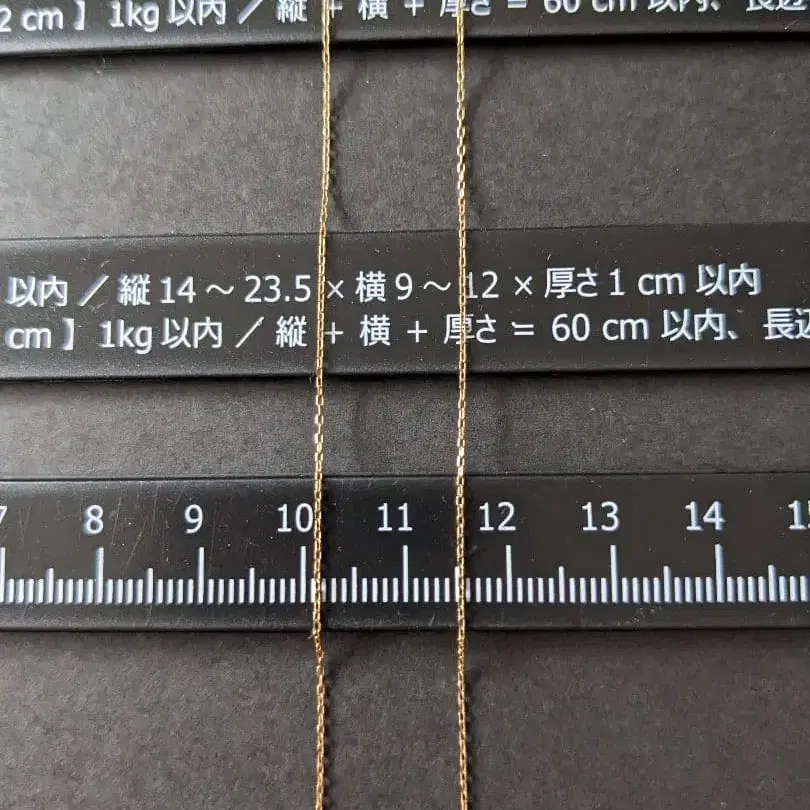 2 cm】 1kg 以内 ／ 縦 ＋ 横 ＋ 厚さ = 60 cm 以内、長辺
以内 ／ 縦 14 ～ 23.5 × 横 9 ～ 12 × 厚さ 1 cm 以内
cm】 1kg 以内 ／ 縦 ＋ 横 ＋ 厚さ = 60 cm 以内、長辺
7 8 9 10 11 12 13 14 15